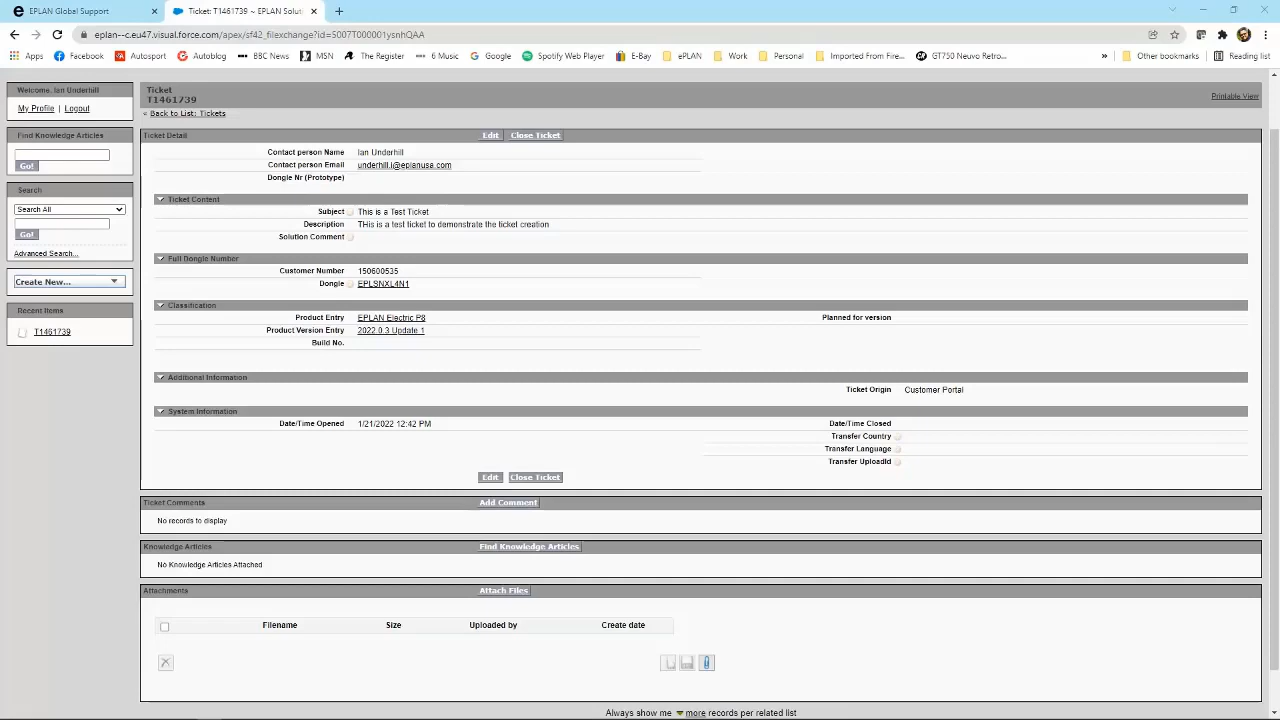 EPLAN Global Support
Ticket: T1461739 ~ EPLAN Soluti
eplan--c.eu47.visual.force.com/apex/sf42_filexchange?id=5007T000001ysnhQAA
Apps
Facebook
Autosport
Autoblog
BBC News
MSN
The Register
6 Music
Google
Spotify Web Player
E-Bay
ePLAN
Work
Personal
Imported From Fire...
GT750 Neuvo Retro...
»
Other bookmarks
Reading list
Welcome, Ian Underhill
My Profile | Logout
Find Knowledge Articles
Go!
Search
Search All
Go!
Advanced Search...
Create New...
Recent Items
T1461739
Ticket
T1461739
Printable View
« Back to List: Tickets
Ticket Detail Edit Close Ticket
Contact person Name Ian Underhill
Contact person Email underhill.i@eplanusa.com
Dongle Nr (Prototype)
Ticket Content
Subject THis is a Test Ticket
Description THis is a test ticket to demonstrate the ticket creation
Solution Comment
Full Dongle Number
Customer Number 150600535
Dongle EPLSNXL4N1
Classification
Product Entry EPLAN Electric P8 Planned for version
Product Version Entry 2022.0.3 Update 1
Build No.
Additional Information
Ticket Origin Customer Portal
System Information
Date/Time Opened 1/21/2022 12:42 PM Date/Time Closed
Transfer Country
Transfer Language
Transfer UploadId
Edit Close Ticket
Ticket Comments Add Comment
No records to display
Knowledge Articles Find Knowledge Articles
No Knowledge Articles Attached
Attachments Attach Files
Filename Size Uploaded by Create date
Always show me more records per related list